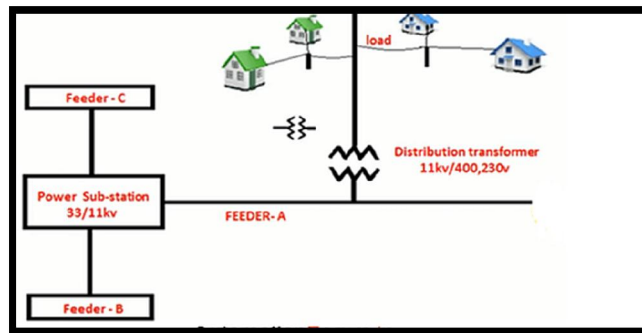 load
Feeder - C
Distribution transformer
11kv/400,230v
Power Sub-station
33/11kv
FEEDER- A
Feeder - B